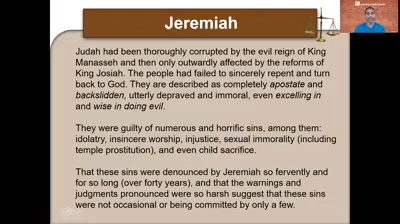 Jeremiah
Judah had been thoroughly corrupted by the evil reign of King
Manasseh and then only outwardly affected by the reforms of
King Josiah. The people had failed to sincerely repent and turn
back to God. They are described as completely apostate and
backslidden, utterly depraved and immoral, even excelling in
and wise in doing evil.
They were guilty of numerous and horrific sins, among them:
idolatry, insincere worship, injustice, sexual immorality (including
temple prostitution), and even child sacrifice.
That these sins were denounced by Jeremiah so fervently and
for so long (over forty years), and that the warnings and
judgments pronounced were so harsh suggest that these sins
were not occasional or being committed by only a few.